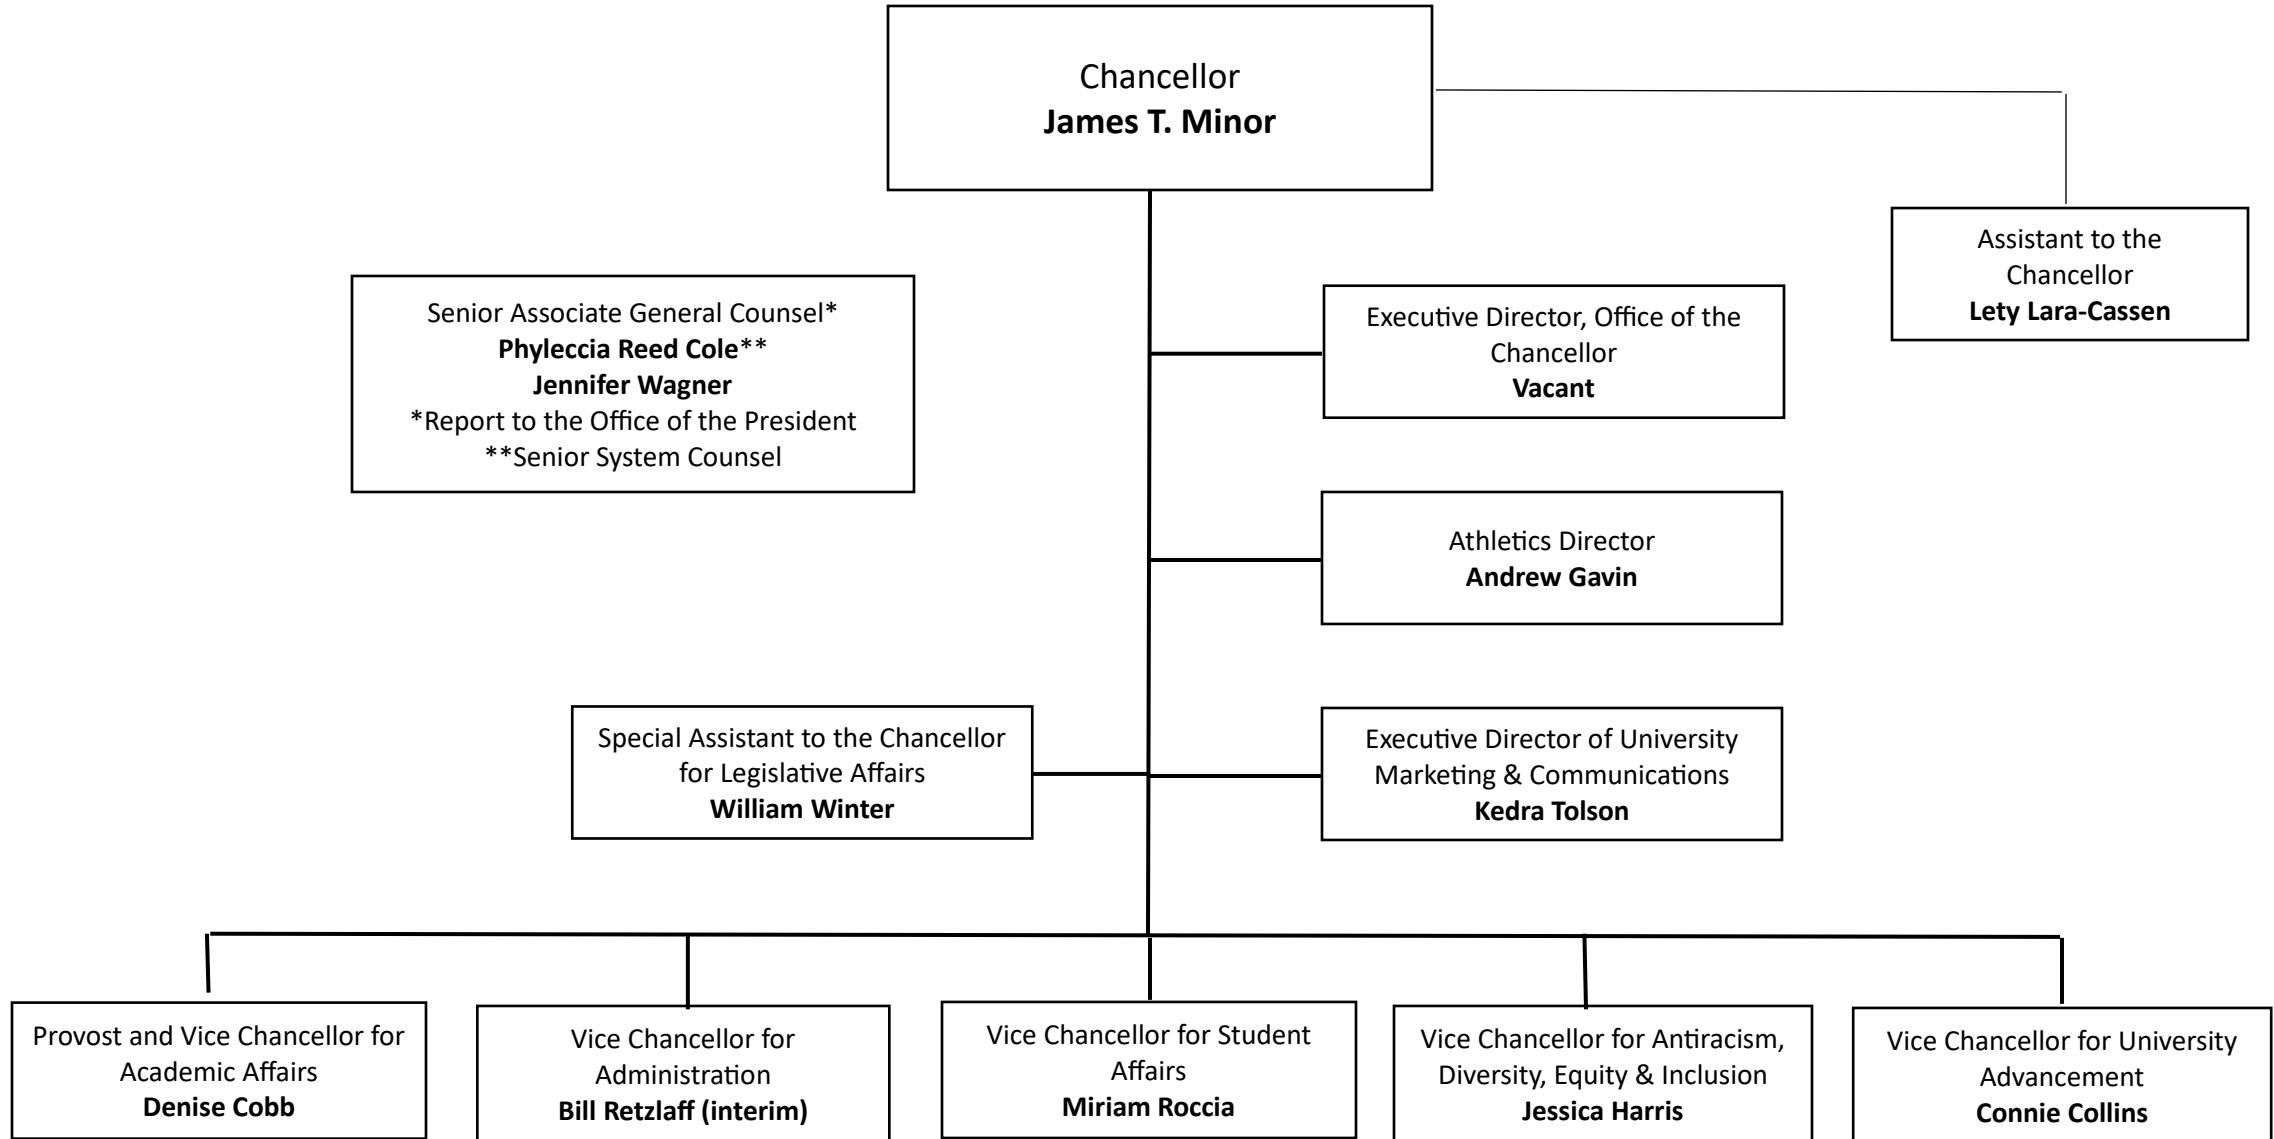 Chancellor
James T. Minor
Assistant to the
Chancellor
Lety Lara-Cassen
Senior Associate General Counsel*
Phyleccia Reed Cole**
Jennifer Wagner
*Report to the Office of the President
**Senior System Counsel
Executive Director, Office of the
Chancellor
Vacant
Athletics Director
Andrew Gavin
Special Assistant to the Chancellor
for Legislative Affairs
William Winter
Executive Director of University
Marketing & Communications
Kedra Tolson
Provost and Vice Chancellor for
Academic Affairs
Denise Cobb
Vice Chancellor for
Administration
Bill Retzlaff (interim)
Vice Chancellor for Student
Affairs
Miriam Roccia
Vice Chancellor for Antiracism,
Diversity, Equity & Inclusion
Jessica Harris
Vice Chancellor for University
Advancement
Connie Collins